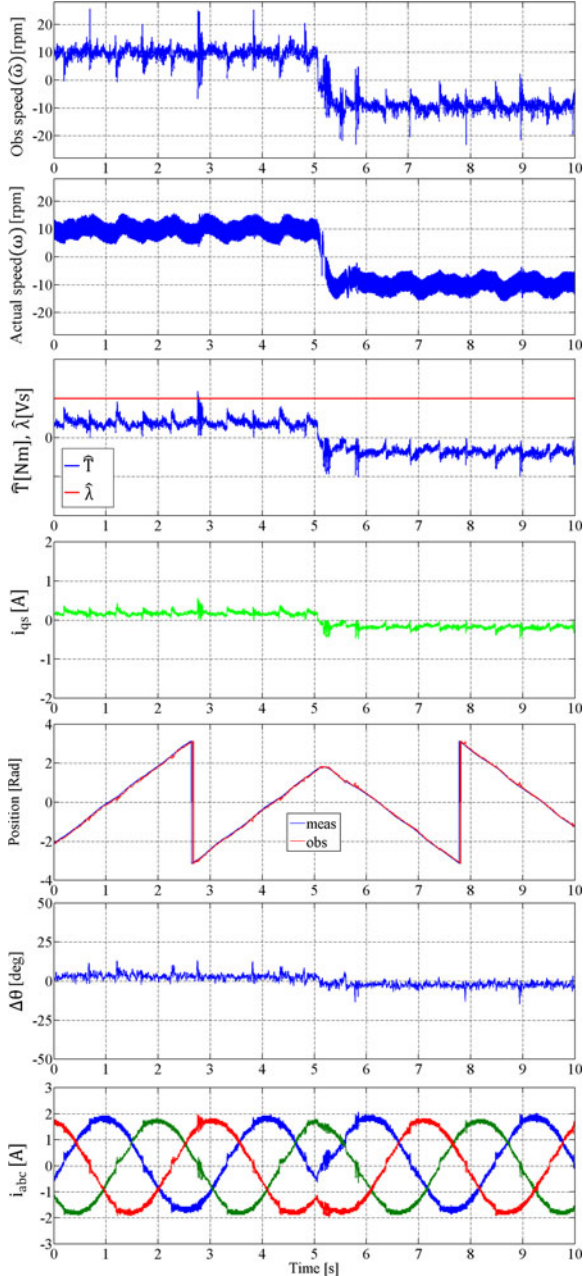 Obs speed(ω̂)[rpm]
20
10
0
-10
-20
0 1 2 3 4 5 6 7 8 9 10
Actual speed(ω) [rpm]
20
10
0
-10
-20
0 1 2 3 4 5 6 7 8 9 10
T̂[Nm], λ̂[Vs]
0
T̂
λ̂
0 1 2 3 4 5 6 7 8 9 10
iqs [A]
2
1
0
-1
-2
0 1 2 3 4 5 6 7 8 9 10
Position [Rad]
4
2
0
-2
-4
meas
obs
0 1 2 3 4 5 6 7 8 9 10
Δθ [deg]
50
25
0
-25
-50
0 1 2 3 4 5 6 7 8 9 10
iabc [A]
3
2
1
0
-1
-2
-3
0 1 2 3 4 5 6 7 8 9 10
Time [s]